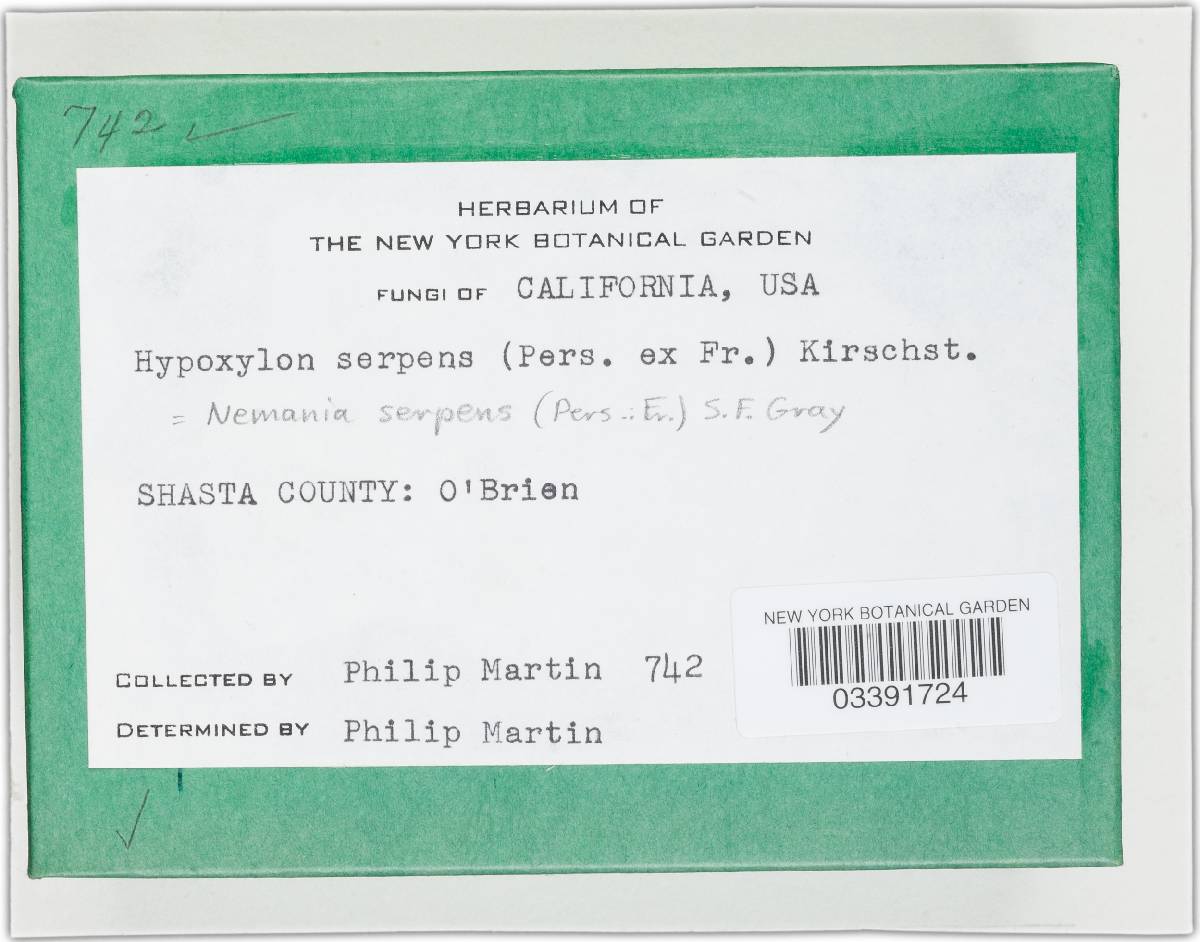 742 ✓
HERBARIUM OF
THE NEW YORK BOTANICAL GARDEN
FUNGI OF CALIFORNIA, USA
Hypoxylon serpens (Pers. ex Fr.) Kirschst.
= Nemania serpens (Pers .: Fr.) S.F. Gray
SHASTA COUNTY: O'Brien
NEW YORK BOTANICAL GARDEN
03391724
COLLECTED BY Philip Martin 742
DETERMINED BY Philip Martin
✓